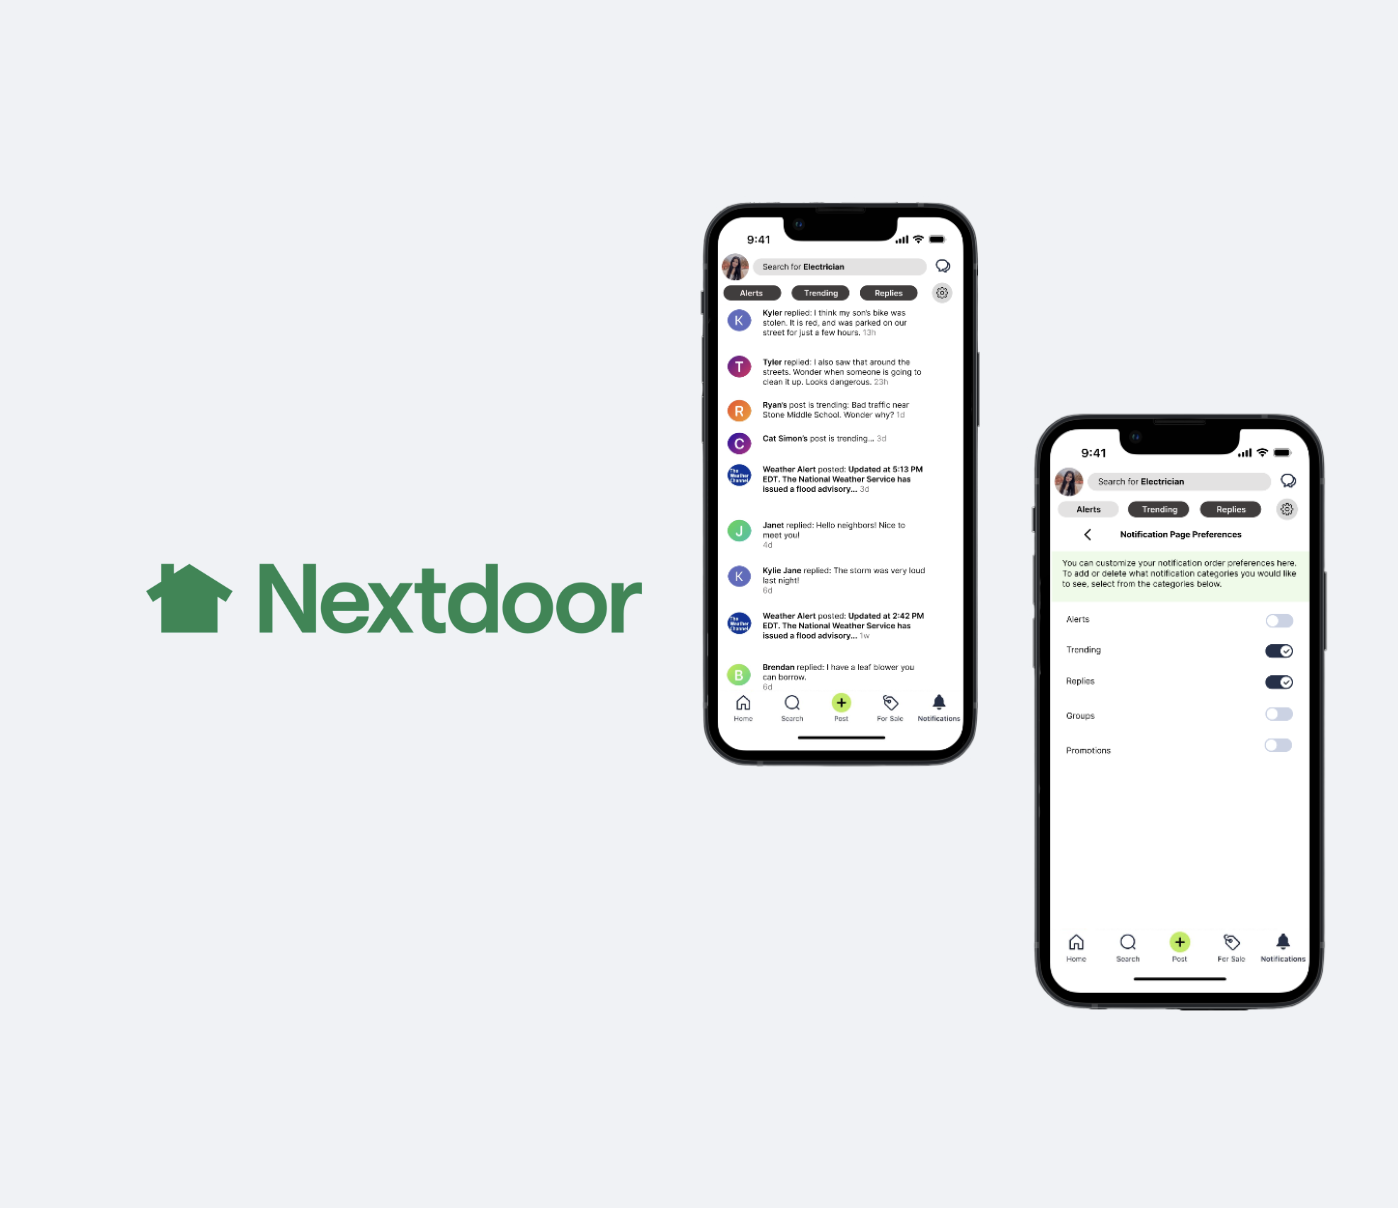 Nextdoor
9:41
Search for Electrician
Alerts Trending Replies
K
Kyler replied: I think my son's bike was
stolen. It is red, and was parked on our
street for just a few hours. 13h
T
Tyler replied: I also saw that around the
streets. Wonder when someone is going to
clean it up. Looks dangerous. 23h
R
Ryan's post is trending: Bad traffic near
Stone Middle School. Wonder why? 1d
C
Cat Simon's post is trending... 3d
The
Weather
Channel
Weather Alert posted: Updated at 5:13 PM
EDT. The National Weather Service has
issued a flood advisory... 3d
J
Janet replied: Hello neighbors! Nice to
meet you!
4d
K
Kylie Jane replied: The storm was very loud
last night!
6d
The
Weather
Channel
Weather Alert posted: Updated at 2:42 PM
EDT. The National Weather Service has
issued a flood advisory... 1w
B
Brendan replied: I have a leaf blower you
can borrow.
6d
Home Search Post For Sale Notifications
9:41
Search for Electrician
Alerts Trending Replies
Notification Page Preferences
You can customize your notification order preferences here.
To add or delete what notification categories you would like
to see, select from the categories below.
Alerts
Trending
Replies
Groups
Promotions
Home Search Post For Sale Notifications